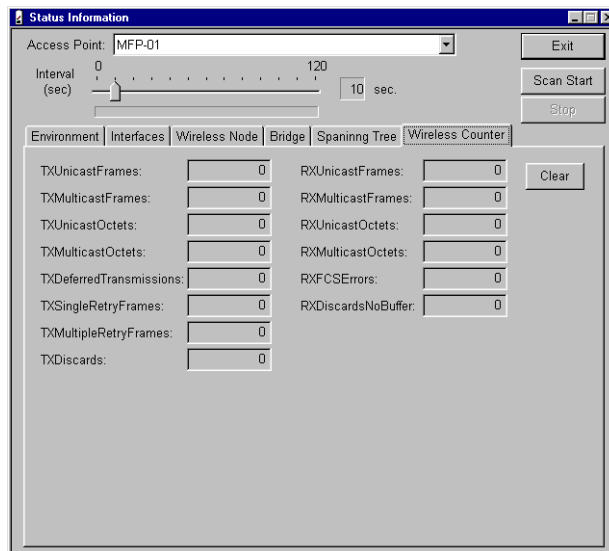 Status Information
Access Point: MFP-01
Exit
Interval (sec)
0 120
10 sec.
Scan Start
Stop
Environment Interfaces Wireless Node Bridge Spaninng Tree Wireless Counter
TXUnicastFrames: 0 RXUnicastFrames: 0
Clear
TXMulticastFrames: 0 RXMulticastFrames: 0
TXUnicastOctets: 0 RXUnicastOctets: 0
TXMulticastOctets: 0 RXMulticastOctets: 0
TXDeferredTransmissions: 0 RXFCSErrors: 0
TXSingleRetryFrames: 0 RXDiscardsNoBuffer: 0
TXMultipleRetryFrames: 0
TXDiscards: 0